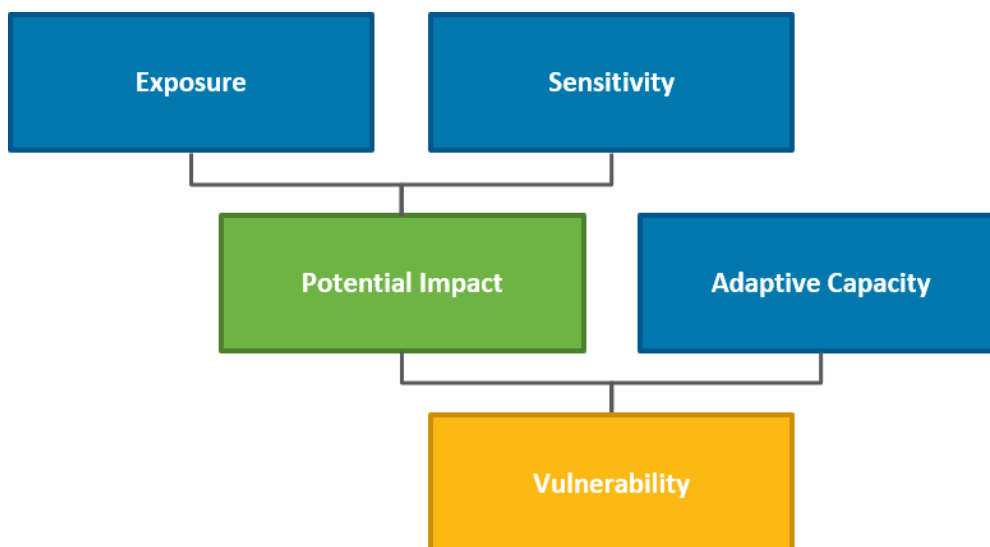 Exposure
Sensitivity
Potential Impact
Adaptive Capacity
Vulnerability